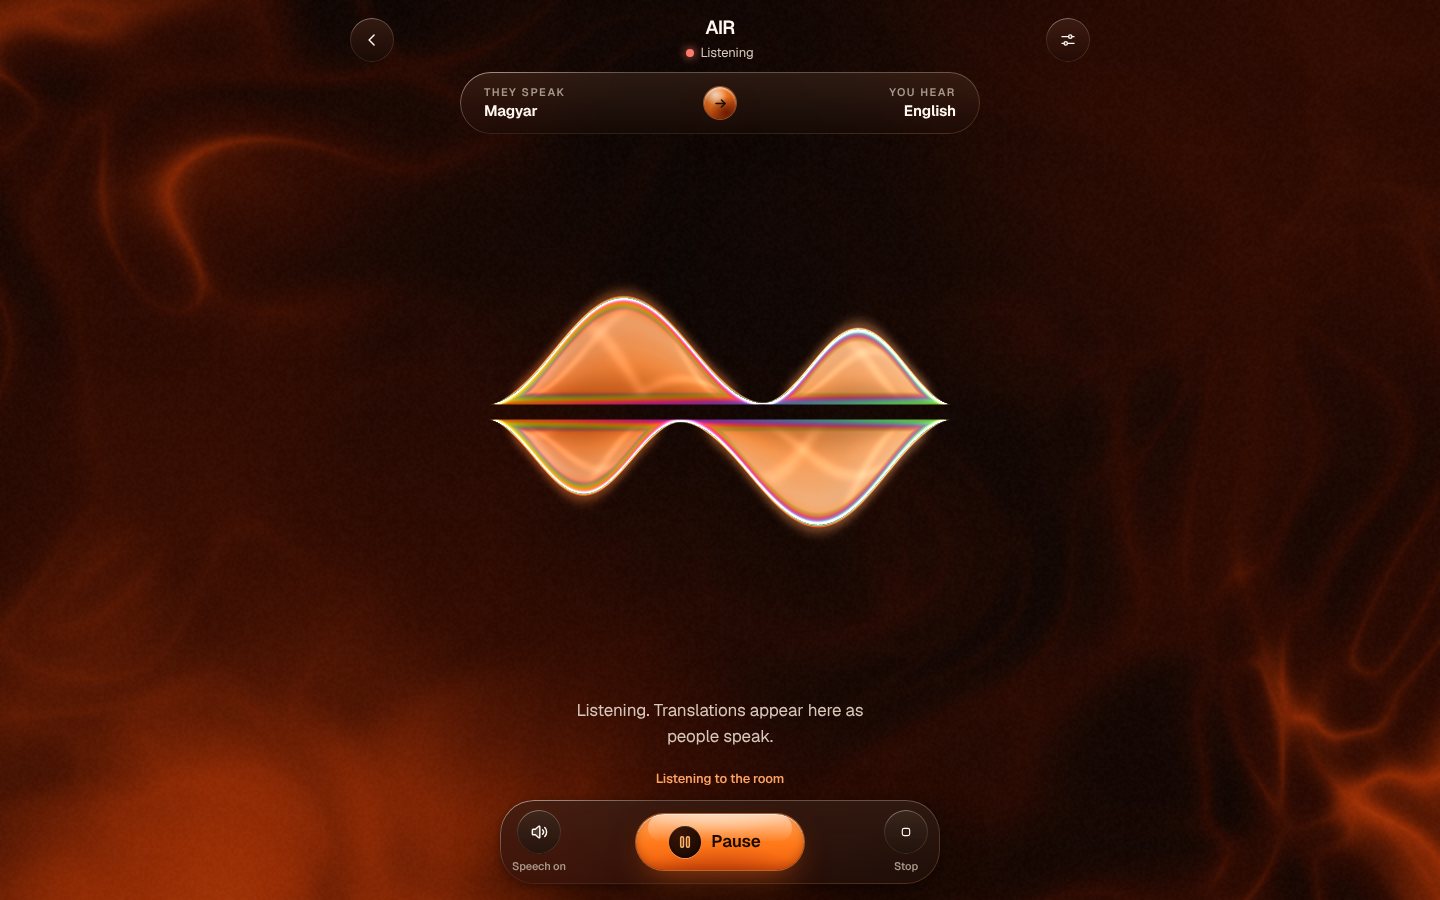 AIR
Listening
THEY SPEAK
Magyar
YOU HEAR
English
Listening. Translations appear here as
people speak.
Listening to the room
Speech on
Pause
Stop